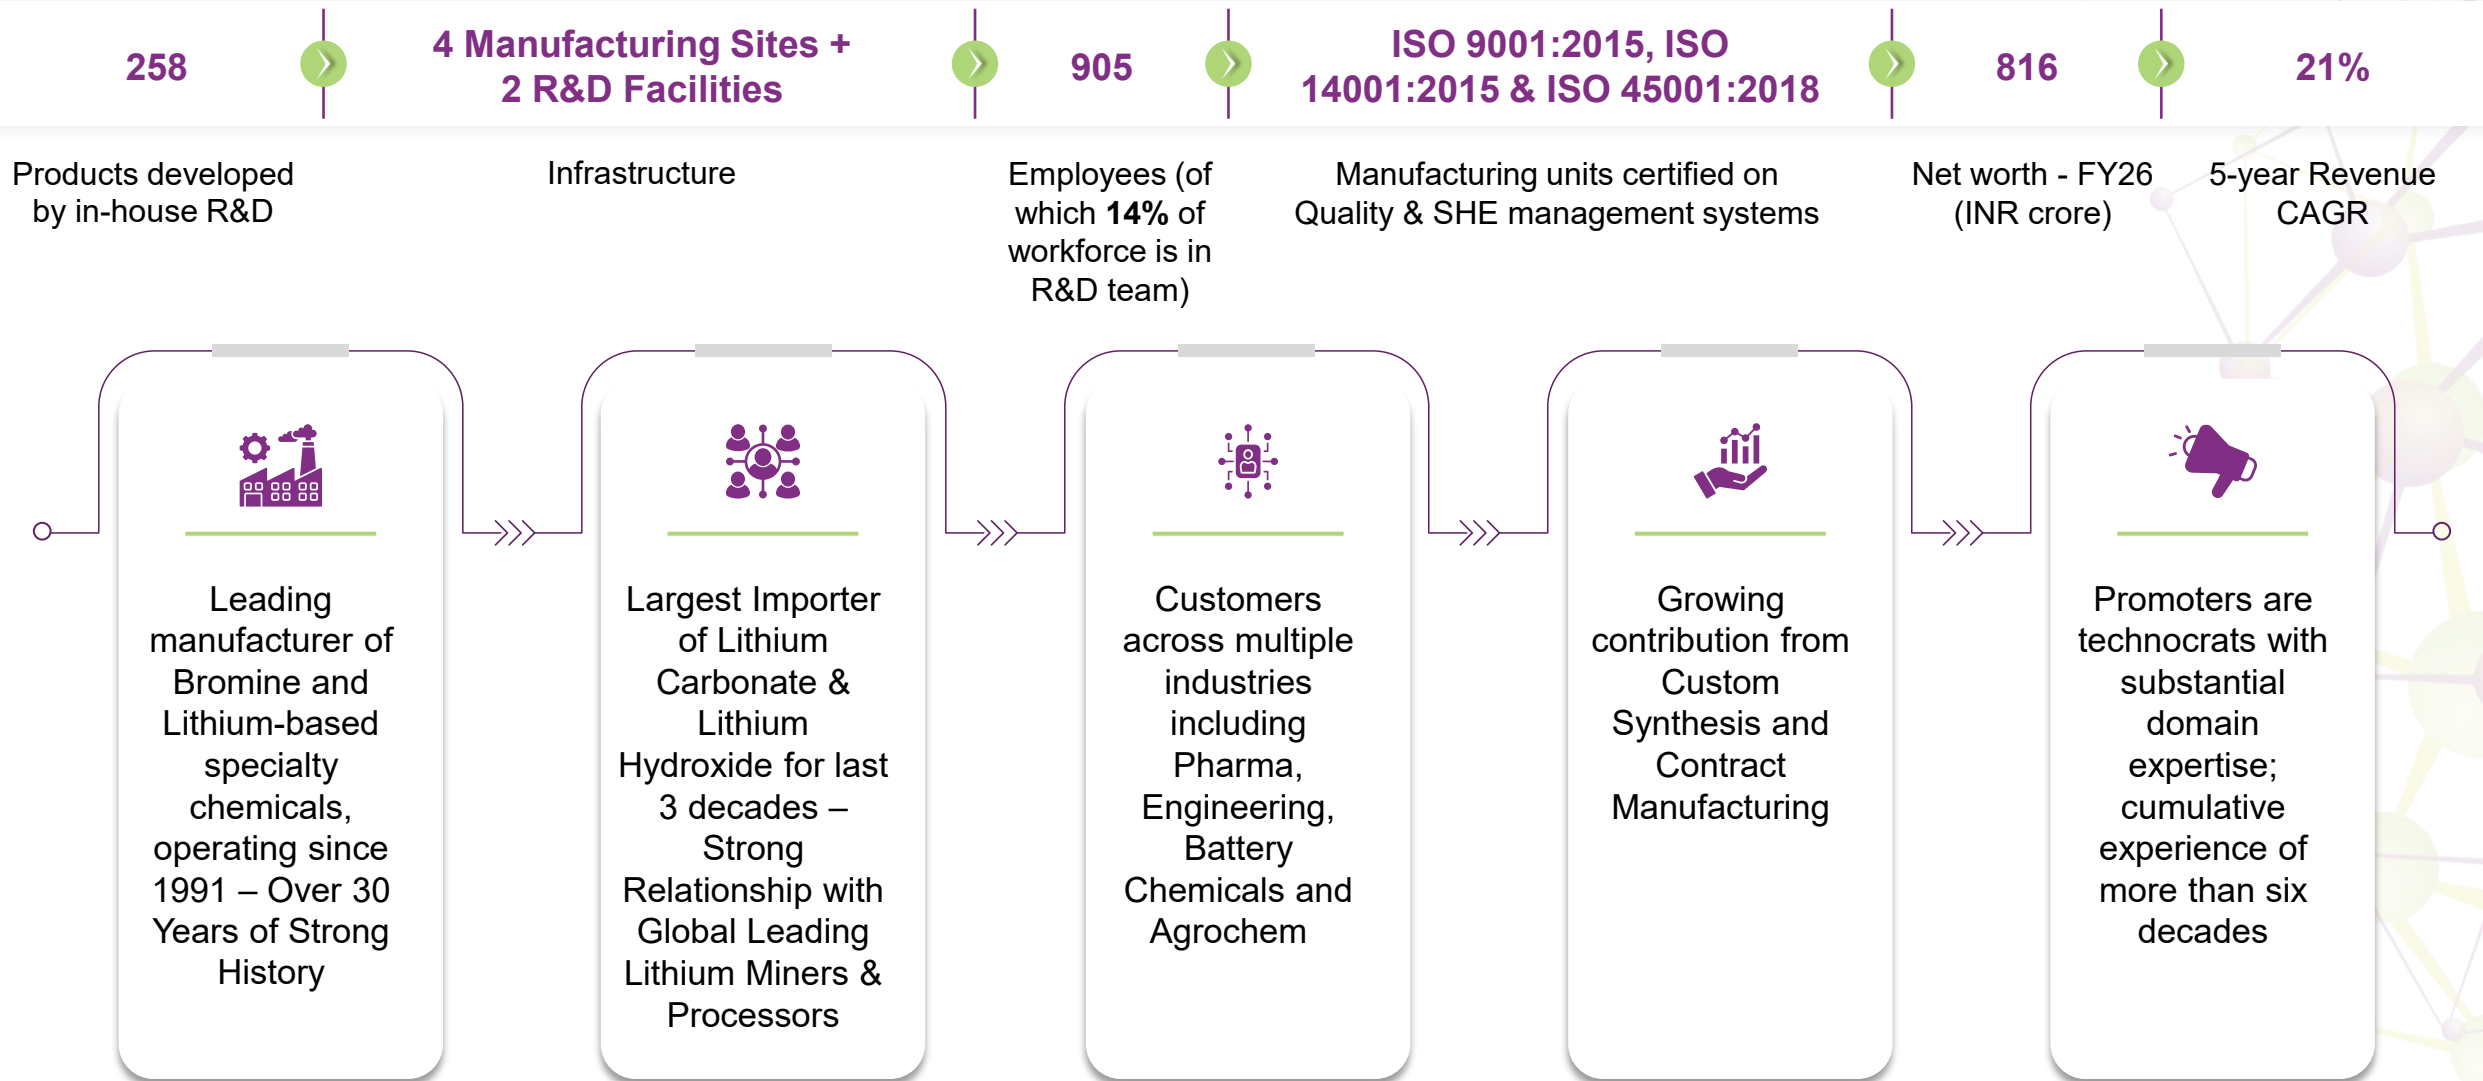 258
4 Manufacturing Sites +
2 R&D Facilities
905
ISO 9001:2015, ISO
14001:2015 & ISO 45001:2018
816
21%
Products developed
by in-house R&D
Infrastructure
Employees (of
which 14% of
workforce is in
R&D team)
Manufacturing units certified on
Quality & SHE management systems
Net worth - FY26
(INR crore)
5-year Revenue
CAGR
Leading
manufacturer of
Bromine and
Lithium-based
specialty
chemicals,
operating since
1991 – Over 30
Years of Strong
History
Largest Importer
of Lithium
Carbonate &
Lithium
Hydroxide for last
3 decades –
Strong
Relationship with
Global Leading
Lithium Miners &
Processors
Customers
across multiple
industries
including
Pharma,
Engineering,
Battery
Chemicals and
Agrochem
Growing
contribution from
Custom
Synthesis and
Contract
Manufacturing
Promoters are
technocrats with
substantial
domain
expertise;
cumulative
experience of
more than six
decades